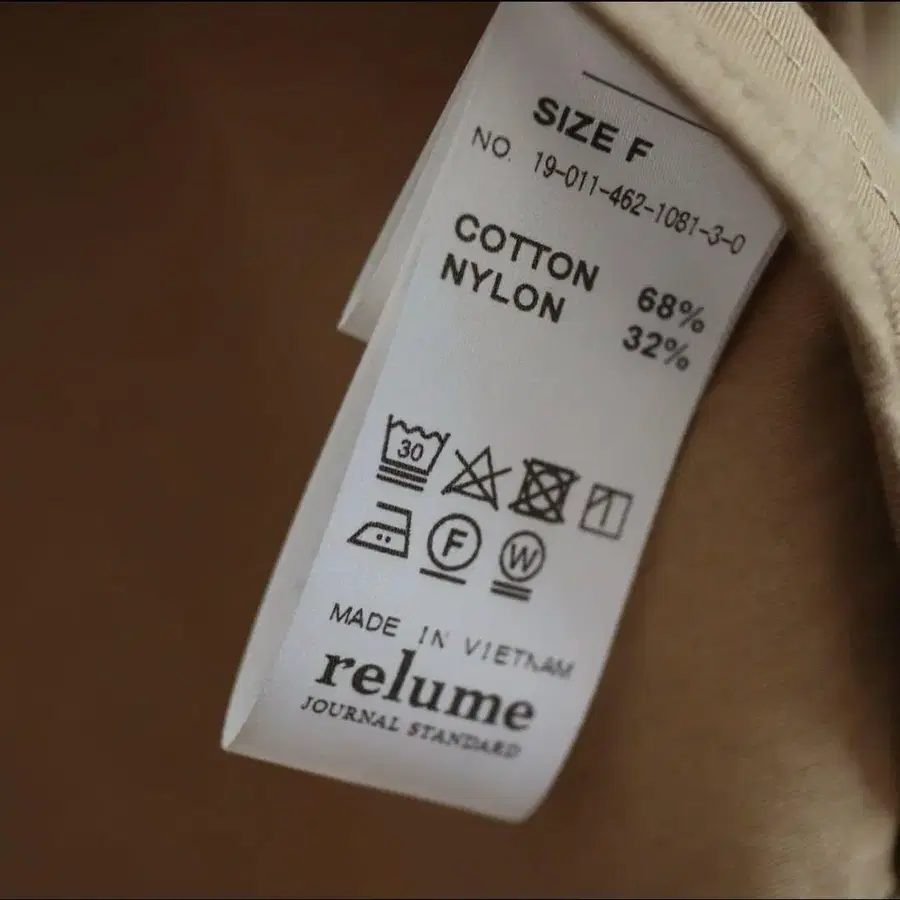 SIZE F
NO. 19-011-462-1081-3-0
COTTON 68%
NYLON 32%
30
F W
MADE IN VIETNAM
relume
JOURNAL STANDARD